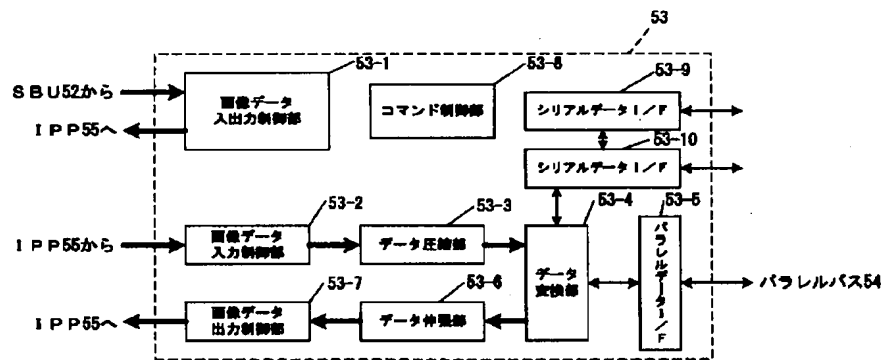 53
53-1
53-8
53-9
SBU52から
IPP55へ
画像データ
入出力制御部
コマンド制御部
シリアルデータI/F
53-10
シリアルデータI/F
53-2
53-3
53-4
53-5
IPP55から
画像データ
入力制御部
データ圧縮部
データ
変換部
パラレルデータI/F
パラレルバス54
53-7
53-6
IPP55へ
画像データ
出力制御部
データ伸張部